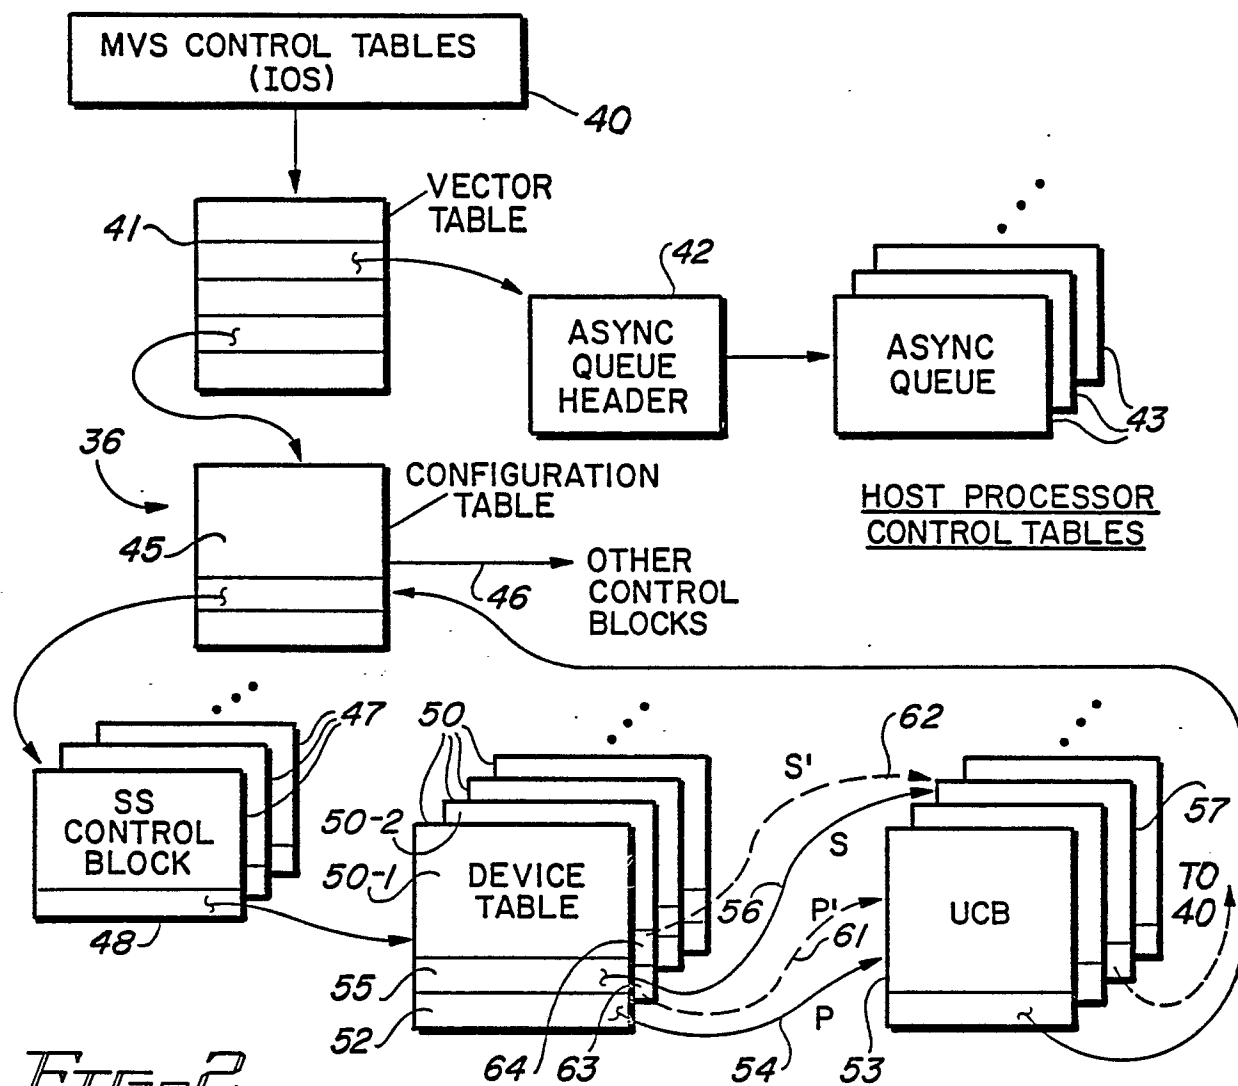 MVS CONTROL TABLES
(IOS)
40
VECTOR
TABLE
41
42
ASYNC
QUEUE
HEADER
ASYNC
QUEUE
43
36
CONFIGURATION
TABLE
45
46
OTHER
CONTROL
BLOCKS
HOST PROCESSOR
CONTROL TABLES
47
SS
CONTROL
BLOCK
48
50
50-2
50-1
DEVICE
TABLE
55
52
64
63
S'
62
S
56
P'
61
P
54
UCB
53
57
TO
40
FIG-2